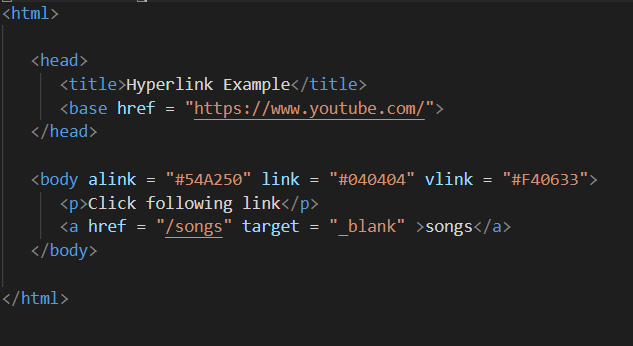 <html>
<head>
<title>Hyperlink Example</title>
<base href = "https://www.youtube.com/">
</head>
<body alink = "#54A250" link = "#040404" vlink = "#F40633">
<p>Click following link</p>
<a href = "/songs" target = "_blank" >songs</a>
</body>
</html>